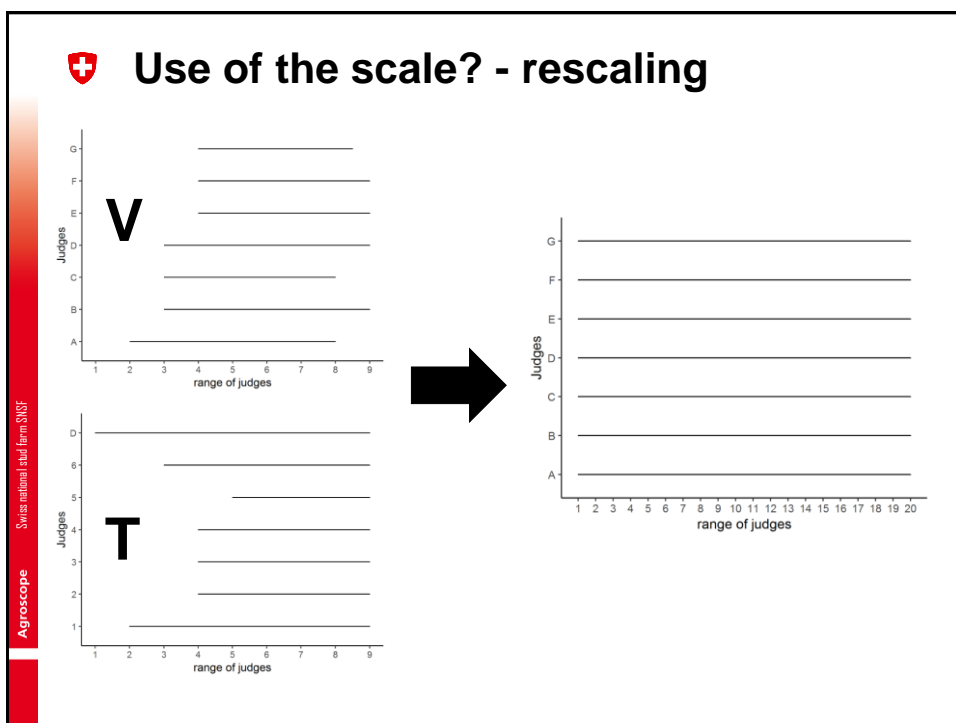 Use of the scale? - rescaling
G
F
E
D
C
B
A
Judges
V
1 2 3 4 5 6 7 8 9
range of judges
D
6
5
4
3
2
1
Judges
T
1 2 3 4 5 6 7 8 9
range of judges
G
F
E
D
C
B
A
Judges
1 2 3 4 5 6 7 8 9 10 11 12 13 14 15 16 17 18 19 20
range of judges
Agroscope Swiss national stud farm SNSF